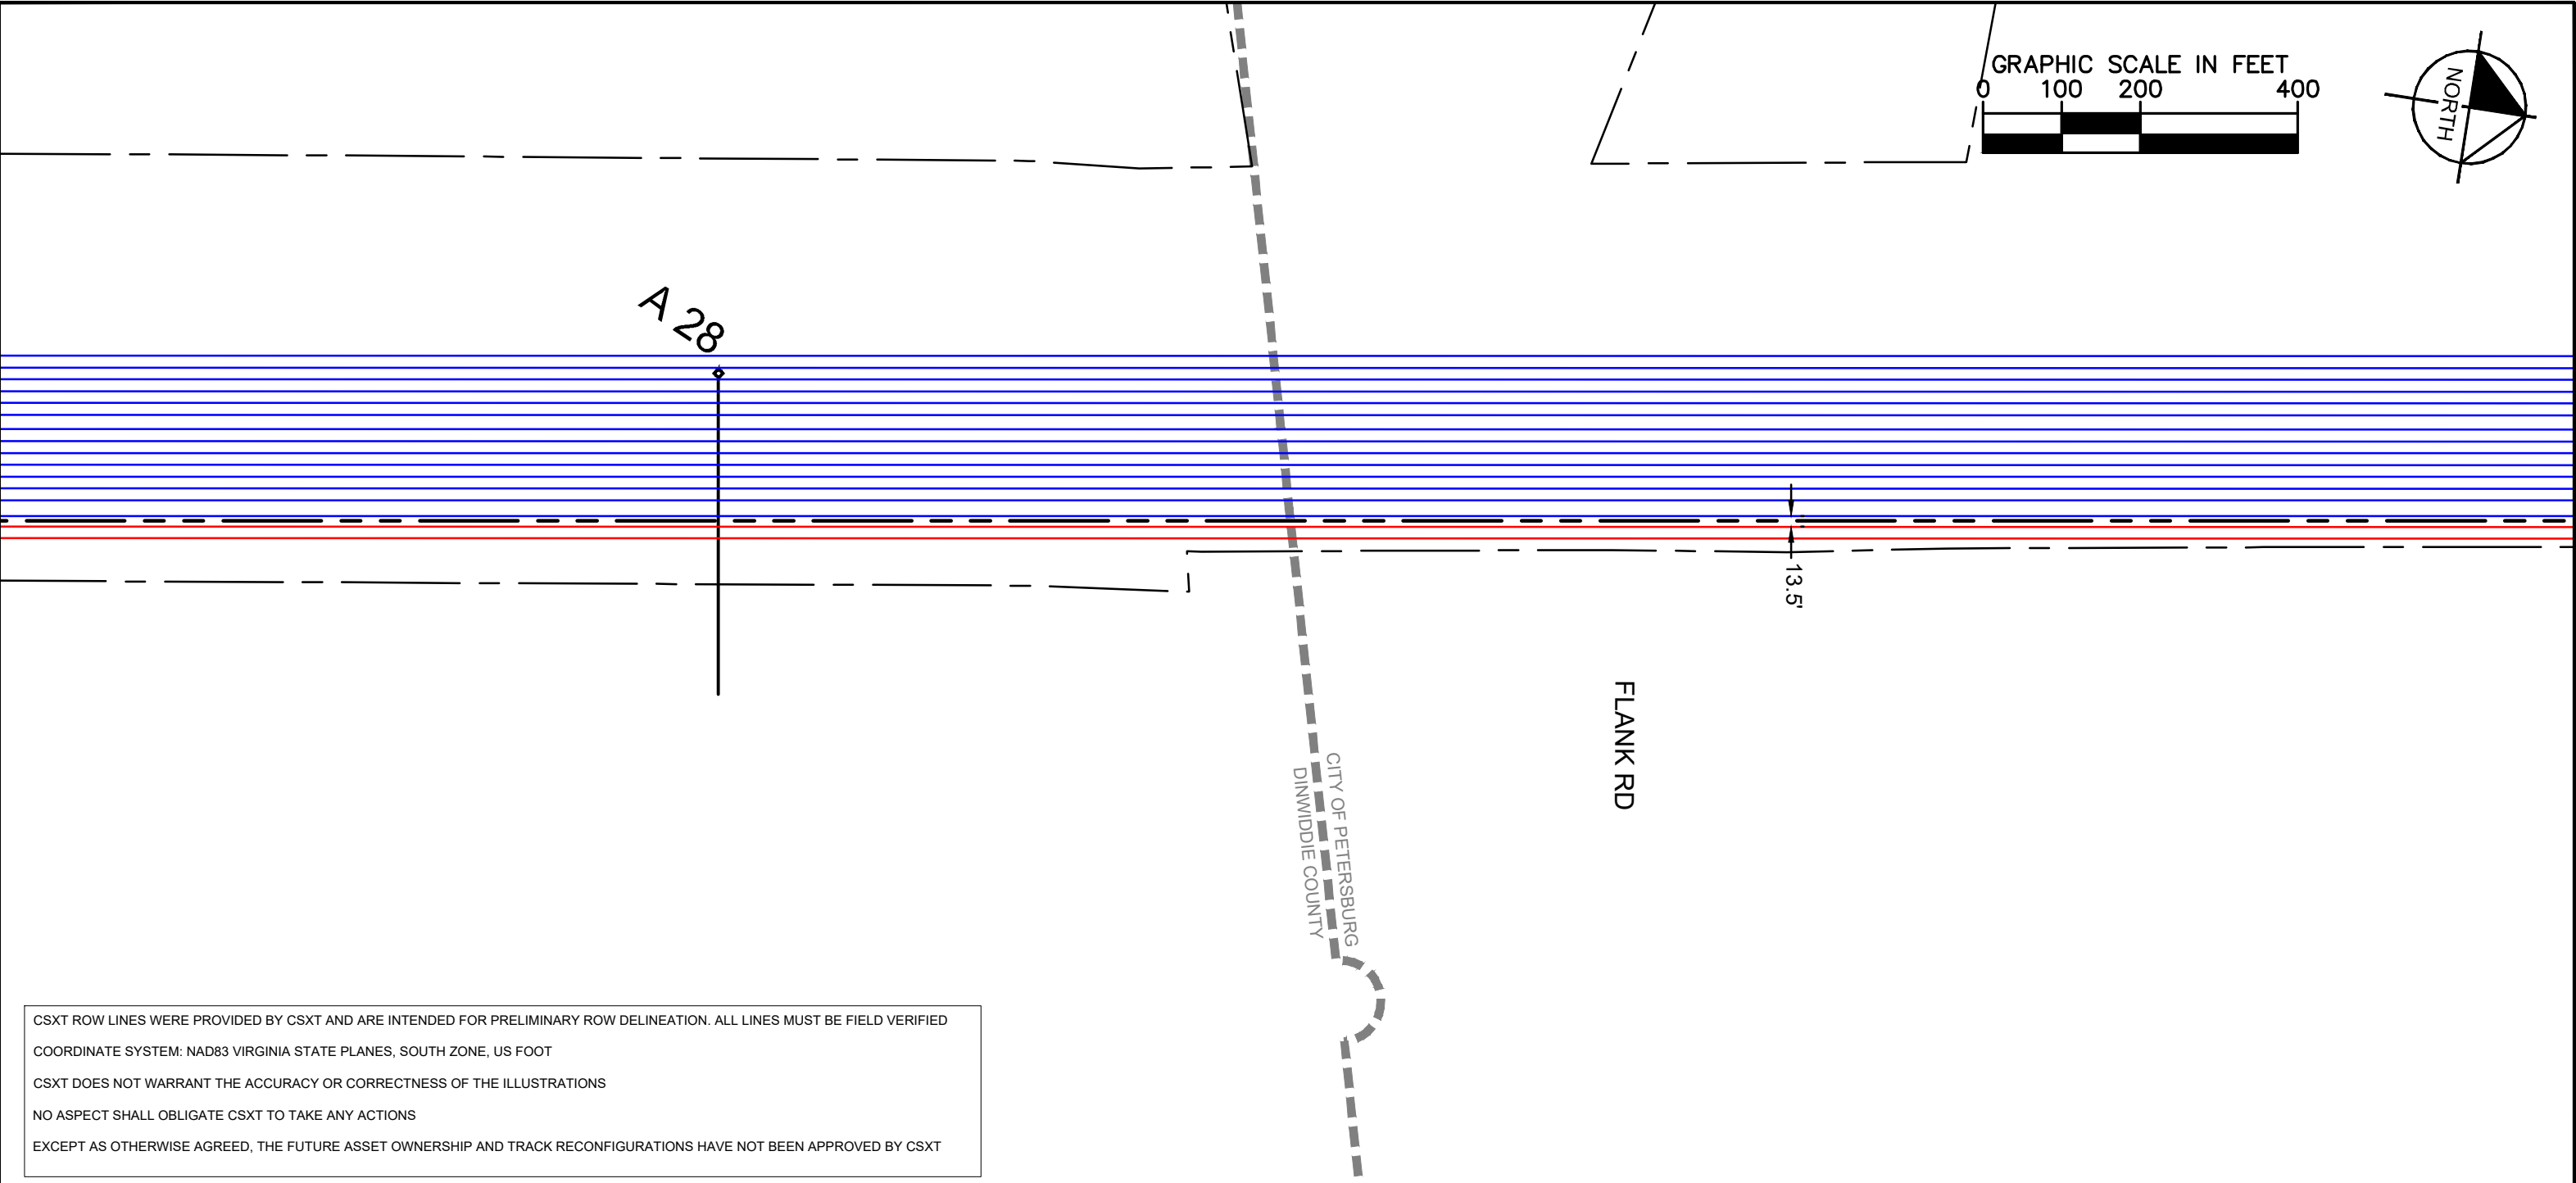 GRAPHIC SCALE IN FEET
0 100 200 400
NORTH
A 28
13.5'
FLANK RD
CITY OF PETERSBURG
DINWIDDIE COUNTY
CSXT ROW LINES WERE PROVIDED BY CSXT AND ARE INTENDED FOR PRELIMINARY ROW DELINEATION. ALL LINES MUST BE FIELD VERIFIED
COORDINATE SYSTEM: NAD83 VIRGINIA STATE PLANES, SOUTH ZONE, US FOOT
CSXT DOES NOT WARRANT THE ACCURACY OR CORRECTNESS OF THE ILLUSTRATIONS
NO ASPECT SHALL OBLIGATE CSXT TO TAKE ANY ACTIONS
EXCEPT AS OTHERWISE AGREED, THE FUTURE ASSET OWNERSHIP AND TRACK RECONFIGURATIONS HAVE NOT BEEN APPROVED BY CSXT